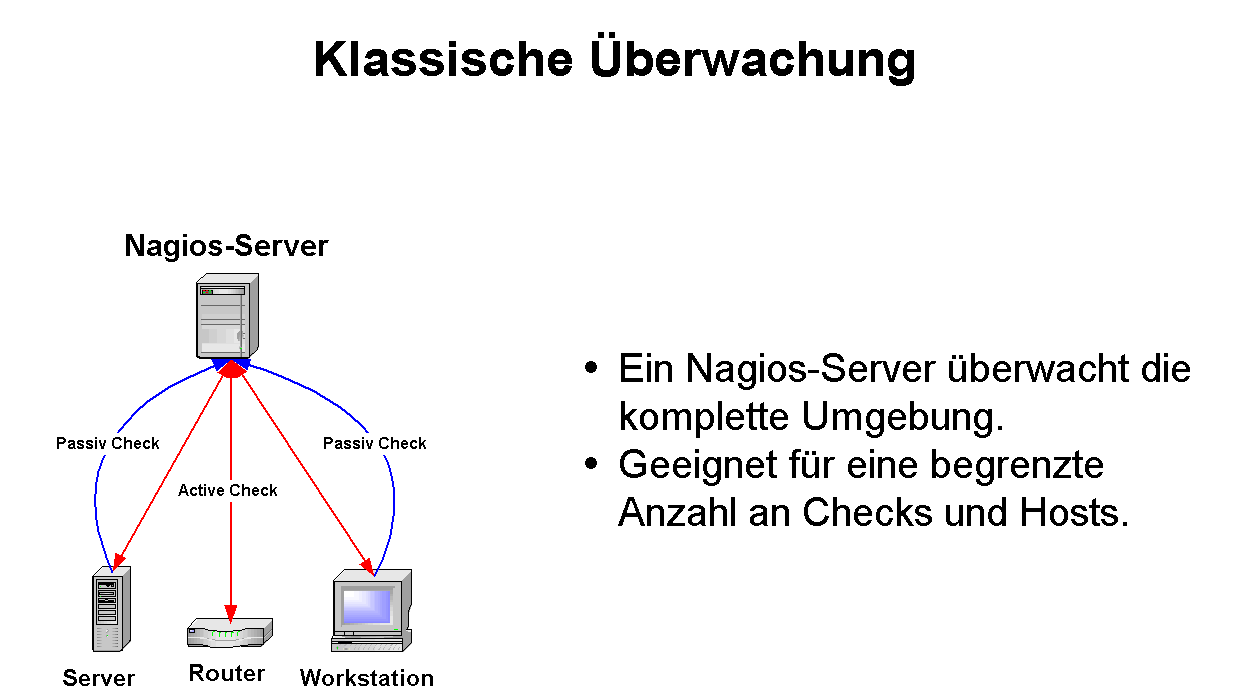 Klassische Überwachung
Nagios-Server
Passiv Check
Passiv Check
Active Check
Server
Router
Workstation
• Ein Nagios-Server überwacht die
komplette Umgebung.
• Geeignet für eine begrenzte
Anzahl an Checks und Hosts.